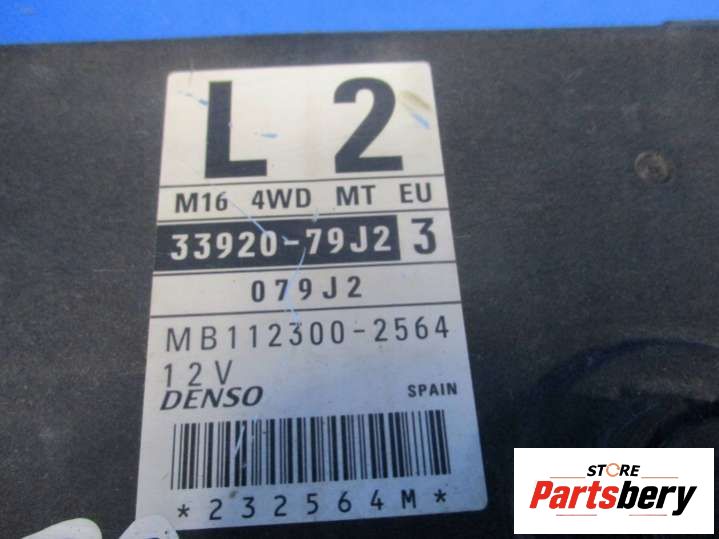 L 2
M16 4WD MT EU
33920-79J2 3
079J2
MB112300-2564
12V
DENSO SPAIN
*232564M*
STORE
Partsbery